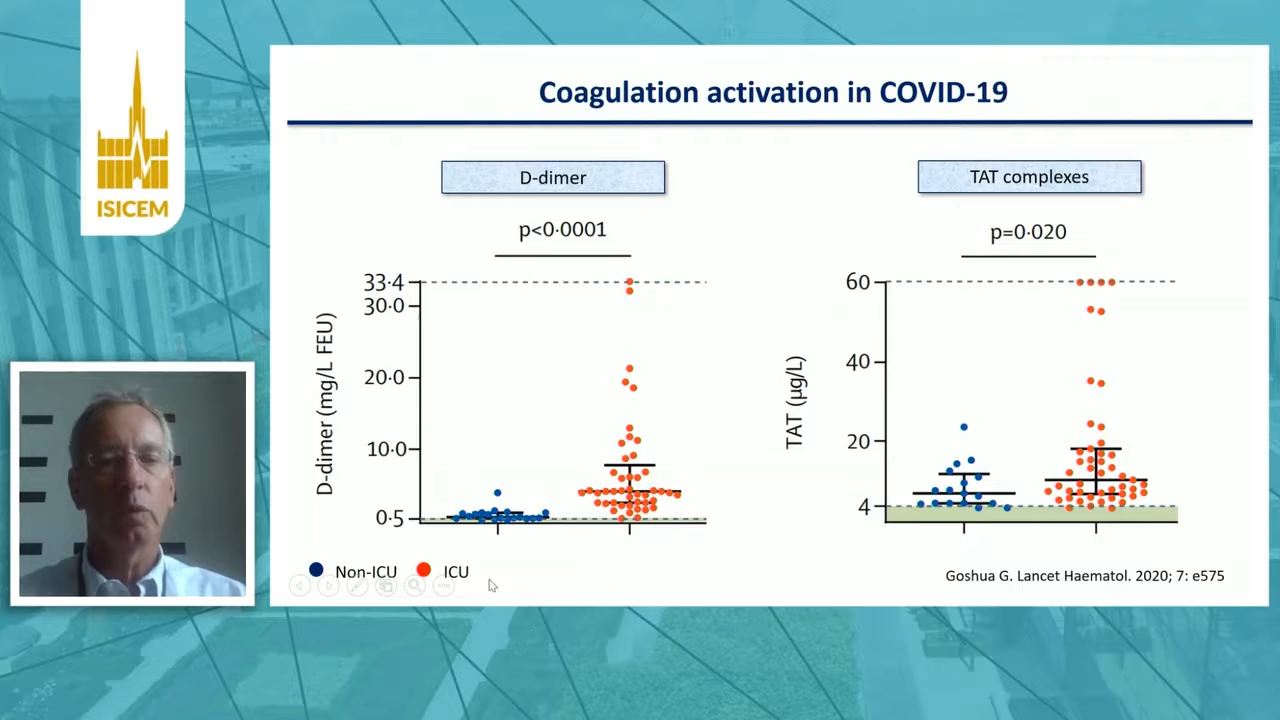 ISICEM
Coagulation activation in COVID-19
D-dimer
p<0·0001
33·4
30·0
20·0
10·0
0·5
D-dimer (mg/L FEU)
Non-ICU
ICU
TAT complexes
p=0·020
60
40
20
4
TAT (µg/L)
Goshua G. Lancet Haematol. 2020; 7: e575